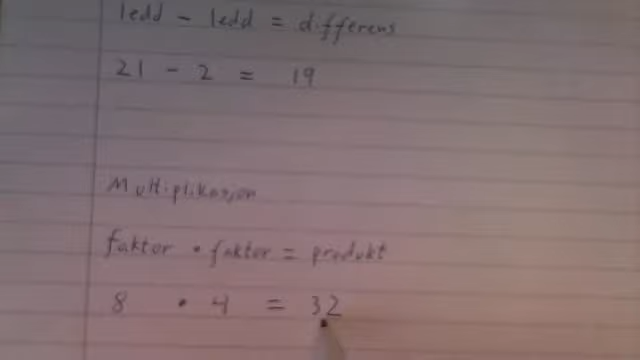 ledd - ledd = differens
21 - 2 = 19
Multiplikasjon
faktor • faktor = produkt
8 • 4 = 32